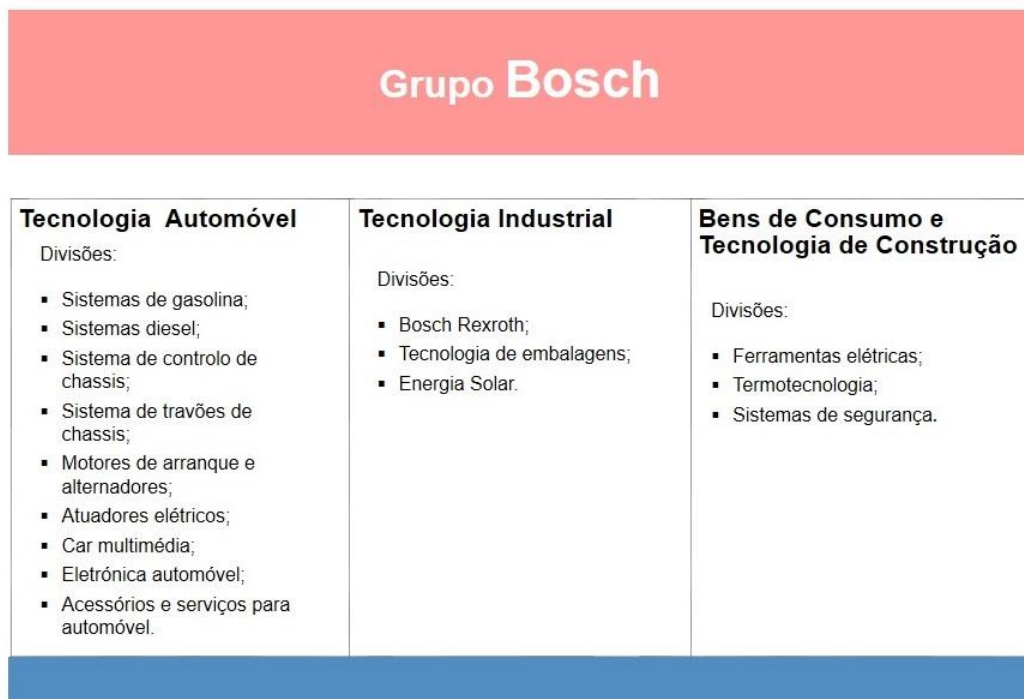 Grupo Bosch
Tecnologia Automóvel
Divisões:
▪ Sistemas de gasolina;
▪ Sistemas diesel;
▪ Sistema de controlo de
chassis;
▪ Sistema de travões de
chassis;
▪ Motores de arranque e
alternadores;
▪ Atuadores elétricos;
▪ Car multimédia;
▪ Eletrónica automóvel;
▪ Acessórios e serviços para
automóvel.
Tecnologia Industrial
Divisões:
▪ Bosch Rexroth;
▪ Tecnologia de embalagens;
▪ Energia Solar.
Bens de Consumo e
Tecnologia de Construção
Divisões:
▪ Ferramentas elétricas;
▪ Termotecnologia;
▪ Sistemas de segurança.